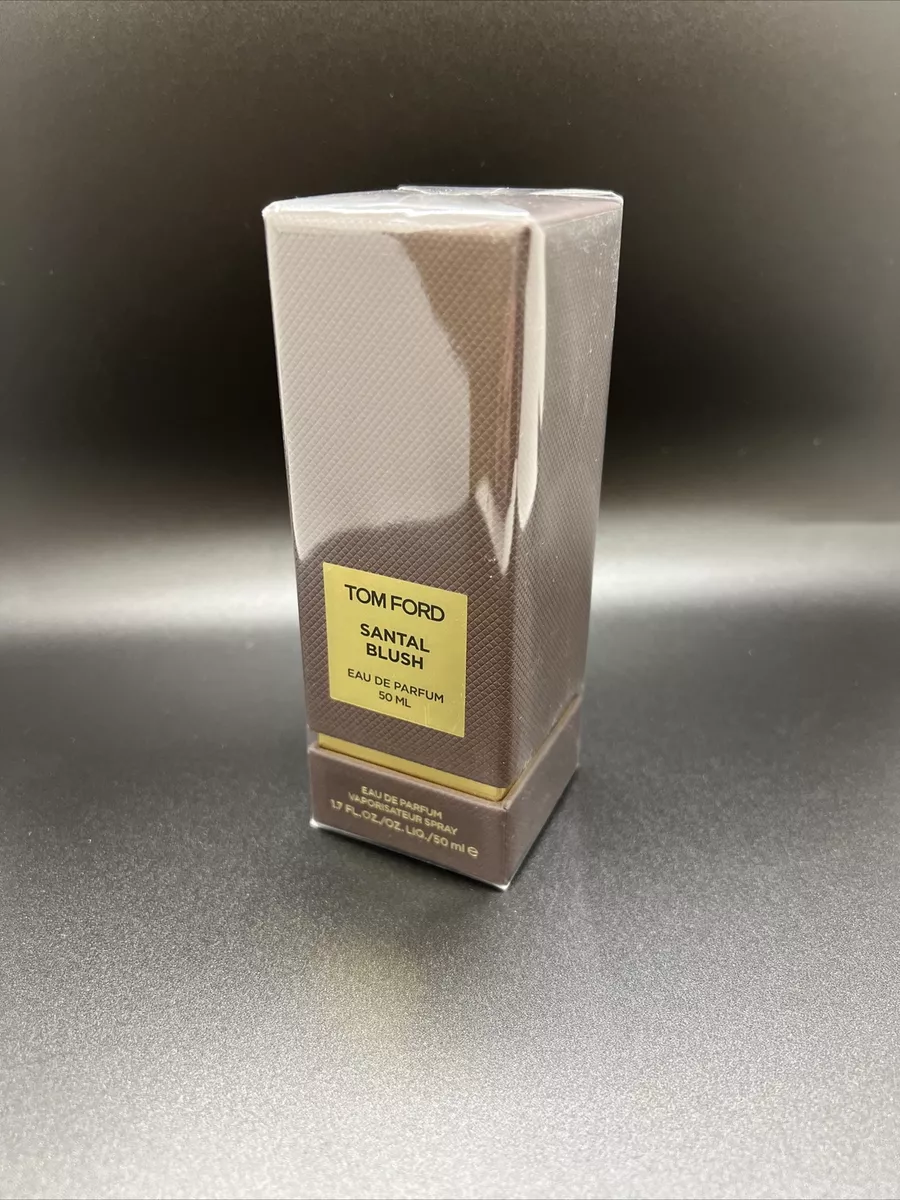 TOM FORD
SANTAL
BLUSH
EAU DE PARFUM
50 ML
EAU DE PARFUM
VAPORISATEUR SPRAY
1.7 FL.OZ./OZ. LIQ./50 ml ℮